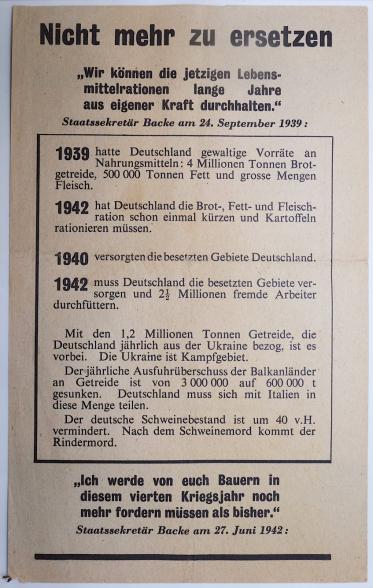 Nicht mehr zu ersetzen
„Wir können die jetzigen Lebens-
mittelrationen lange Jahre
aus eigener Kraft durchhalten.“
Staatssekretär Backe am 24. September 1939:
1939 hatte Deutschland gewaltige Vorräte an
Nahrungsmitteln: 4 Millionen Tonnen Brot-
getreide, 500 000 Tonnen Fett und grosse Mengen
Fleisch.
1942 hat Deutschland die Brot-, Fett- und Fleisch-
ration schon einmal kürzen und Kartoffeln
rationieren müssen.
1940 versorgten die besetzten Gebiete Deutschland.
1942 muss Deutschland die besetzten Gebiete ver-
sorgen und 2½ Millionen fremde Arbeiter
durchfüttern.
Mit den 1,2 Millionen Tonnen Getreide, die
Deutschland jährlich aus der Ukraine bezog, ist es
vorbei. Die Ukraine ist Kampfgebiet.
Der jährliche Ausfuhrüberschuss der Balkanländer
an Getreide ist von 3 000 000 auf 600 000 t
gesunken. Deutschland muss sich mit Italien in
diese Menge teilen.
Der deutsche Schweinebestand ist um 40 v.H.
vermindert. Nach dem Schweinemord kommt der
Rindermord.
„Ich werde von euch Bauern in
diesem vierten Kriegsjahr noch
mehr fordern müssen als bisher.“
Staatssekretär Backe am 27. Juni 1942: